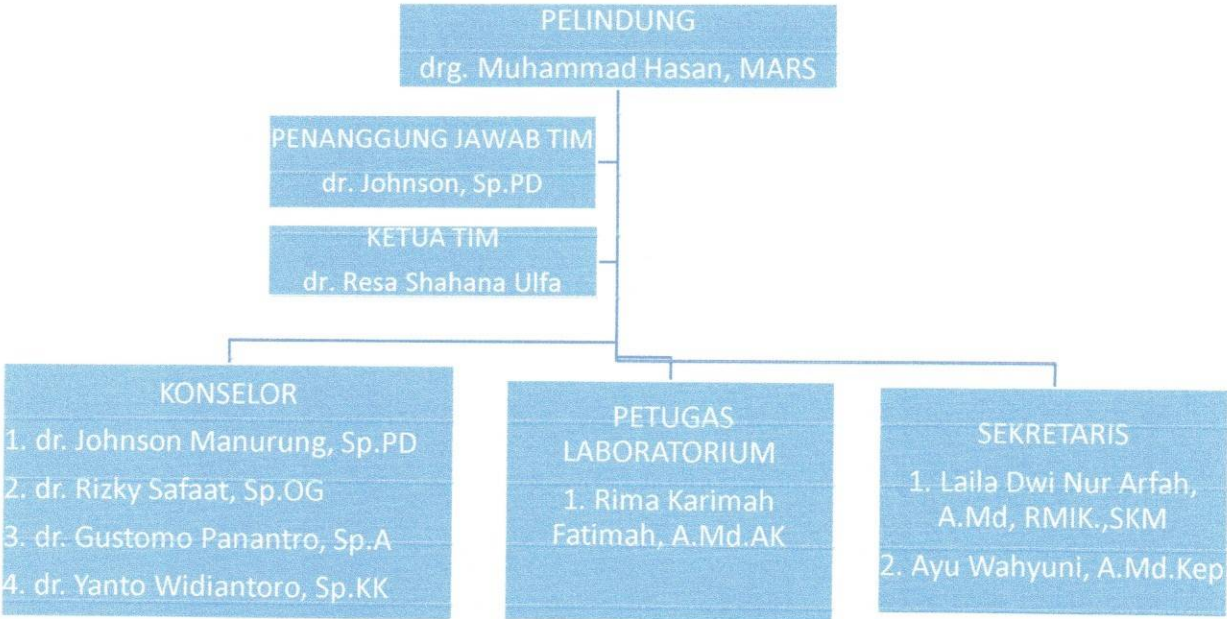 PELINDUNG
drg. Muhammad Hasan, MARS
PENANGGUNG JAWAB TIM
dr. Johnson, Sp.PD
KETUA TIM
dr. Resa Shahana Ulfa
KONSELOR
1. dr. Johnson Manurung, Sp.PD
2. dr. Rizky Safaat, Sp.OG
3. dr. Gustomo Panantro, Sp.A
4. dr. Yanto Widiantoro, Sp.KK
PETUGAS
LABORATORIUM
1. Rima Karimah
Fatimah, A.Md.AK
SEKRETARIS
1. Laila Dwi Nur Arfah,
A.Md, RMIK.,SKM
2. Ayu Wahyuni, A.Md.Kep